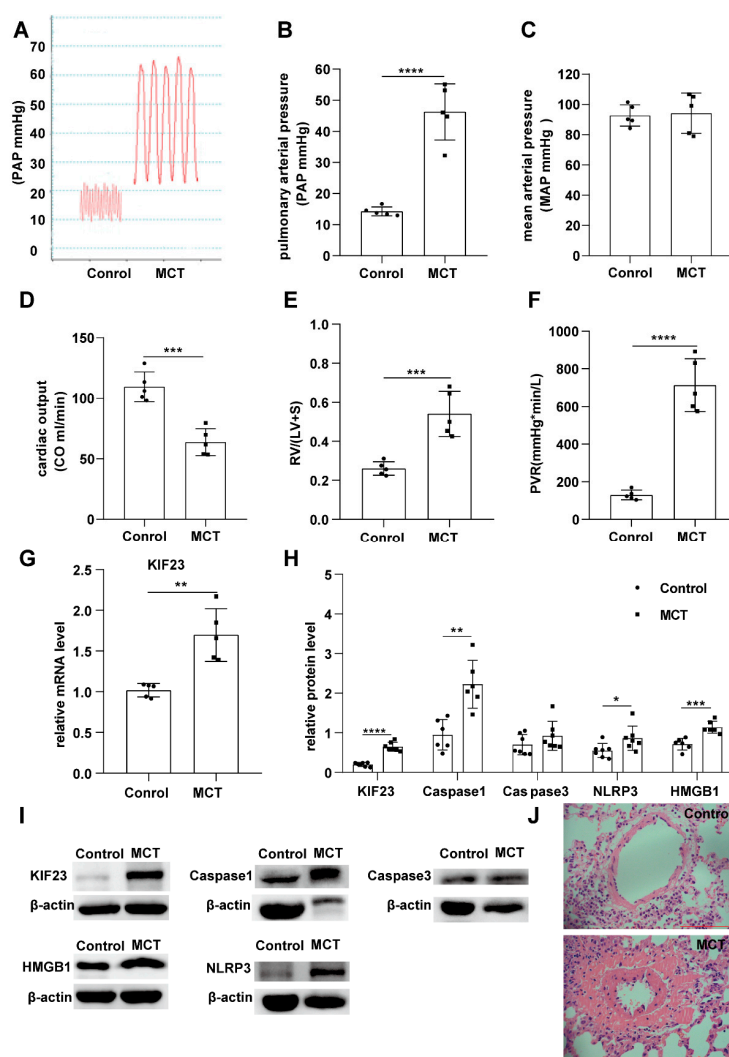 A
(PAP mmHg)
70
60
50
40
30
20
10
0
Conrol MCT
B
pulmonary arterial pressure
(PAP mmHg)
60
50
40
30
20
10
0
****
Conrol MCT
C
mean arterial pressure
(MAP mmHg )
120
100
80
60
40
20
0
Conrol MCT
D
cardiac output
(CO ml/min)
150
100
50
0
***
Conrol MCT
E
RV/(LV+S)
1.0
0.8
0.6
0.4
0.2
0.0
***
Conrol MCT
F
PVR(mmHg*min/L)
1000
800
600
400
200
0
****
Conrol MCT
G
KIF23
relative mRNA level
2.5
2.0
1.5
1.0
0.5
0.0
**
Conrol MCT
H
relative protein level
5
4
3
2
1
0
Control
MCT
****
**
*
***
KIF23 Caspase1 Cas pase3 NLRP3 HMGB1
I
Control MCT
KIF23
β-actin
Control MCT
Caspase1
β-actin
Control MCT
Caspase3
β-actin
Control MCT
HMGB1
β-actin
Control MCT
NLRP3
β-actin
J
Contro
MCT